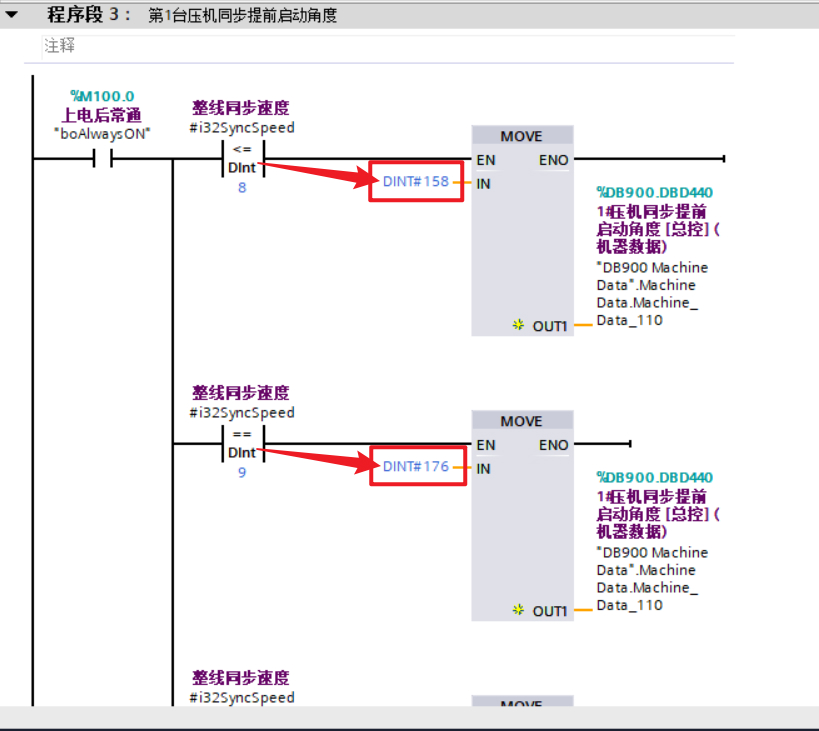 程序段 3： 第1台压机同步提前启动角度
注释
%M100.0
上电后常通
"boAlwaysON"
整线同步速度
#i32SyncSpeed
<=
DInt
8
MOVE
EN ENO
DINT#158 IN
%DB900.DBD440
1#压机同步提前
启动角度 [总控] (
机器数据)
"DB900 Machine
Data".Machine
Data.Machine_
Data_110
OUT1
整线同步速度
#i32SyncSpeed
==
DInt
9
MOVE
EN ENO
DINT#176 IN
%DB900.DBD440
1#压机同步提前
启动角度 [总控] (
机器数据)
"DB900 Machine
Data".Machine
Data.Machine_
Data_110
OUT1
整线同步速度
#i32SyncSpeed
MOVE